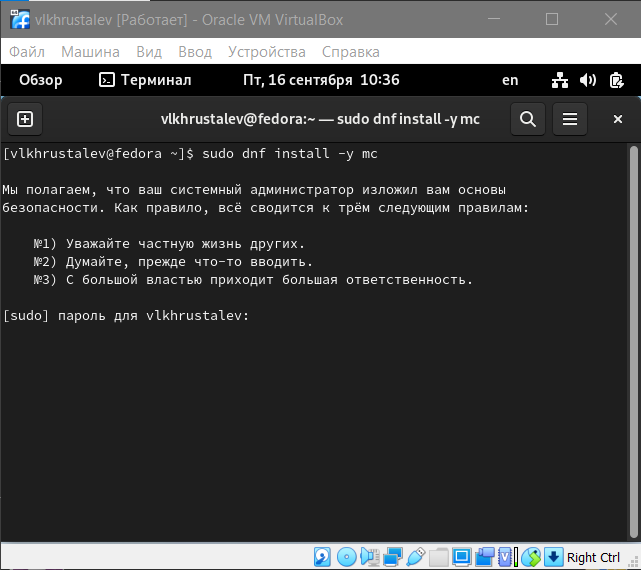 vlkhrustalev [Работает] - Oracle VM VirtualBox
Файл Машина Вид Ввод Устройства Справка
Обзор Терминал Пт, 16 сентября 10:36 en
vlkhrustalev@fedora:~ — sudo dnf install -y mc
[vlkhrustalev@fedora ~]$ sudo dnf install -y mc
Мы полагаем, что ваш системный администратор изложил вам основы
безопасности. Как правило, всё сводится к трём следующим правилам:
№1) Уважайте частную жизнь других.
№2) Думайте, прежде что-то вводить.
№3) С большой властью приходит большая ответственность.
[sudo] пароль для vlkhrustalev:
Right Ctrl